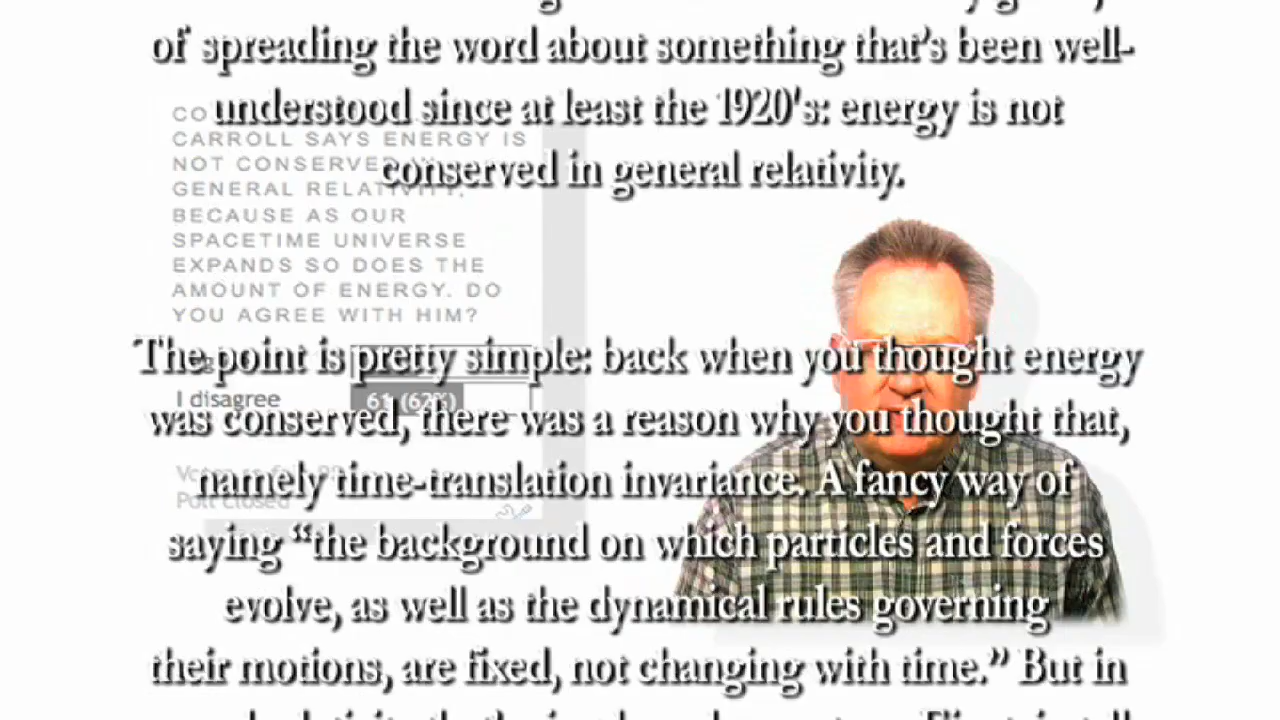 of spreading the word about something that's been well-
understood since at least the 1920's: energy is not
conserved in general relativity.
CO
CARROLL SAYS ENERGY IS
NOT CONSERVED
GENERAL RELATIVITY,
BECAUSE AS OUR
SPACETIME UNIVERSE
EXPANDS SO DOES THE
AMOUNT OF ENERGY. DO
YOU AGREE WITH HIM?
I disagree
61 (62%)
Poll closed
The point is pretty simple: back when you thought energy
was conserved, there was a reason why you thought that,
namely time-translation invariance. A fancy way of
saying “the background on which particles and forces
evolve, as well as the dynamical rules governing
their motions, are fixed, not changing with time.” But in